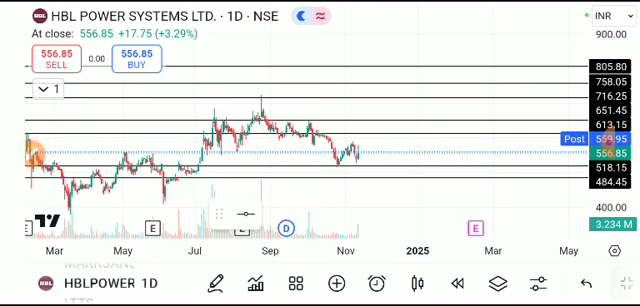 HBL HBL POWER SYSTEMS LTD. · 1D · NSE
INR
At close: 556.85 +17.75 (+3.29%)
900.00
556.85 0.00 556.85
SELL BUY
805.80
758.05
1
716.25
651.45
613.15
Post 559.95
556.85
518.15
484.45
400.00
E E E D E
3.234 M
Mar May Jul Sep Nov 2025 Mar May
HBL HBLPOWER 1D